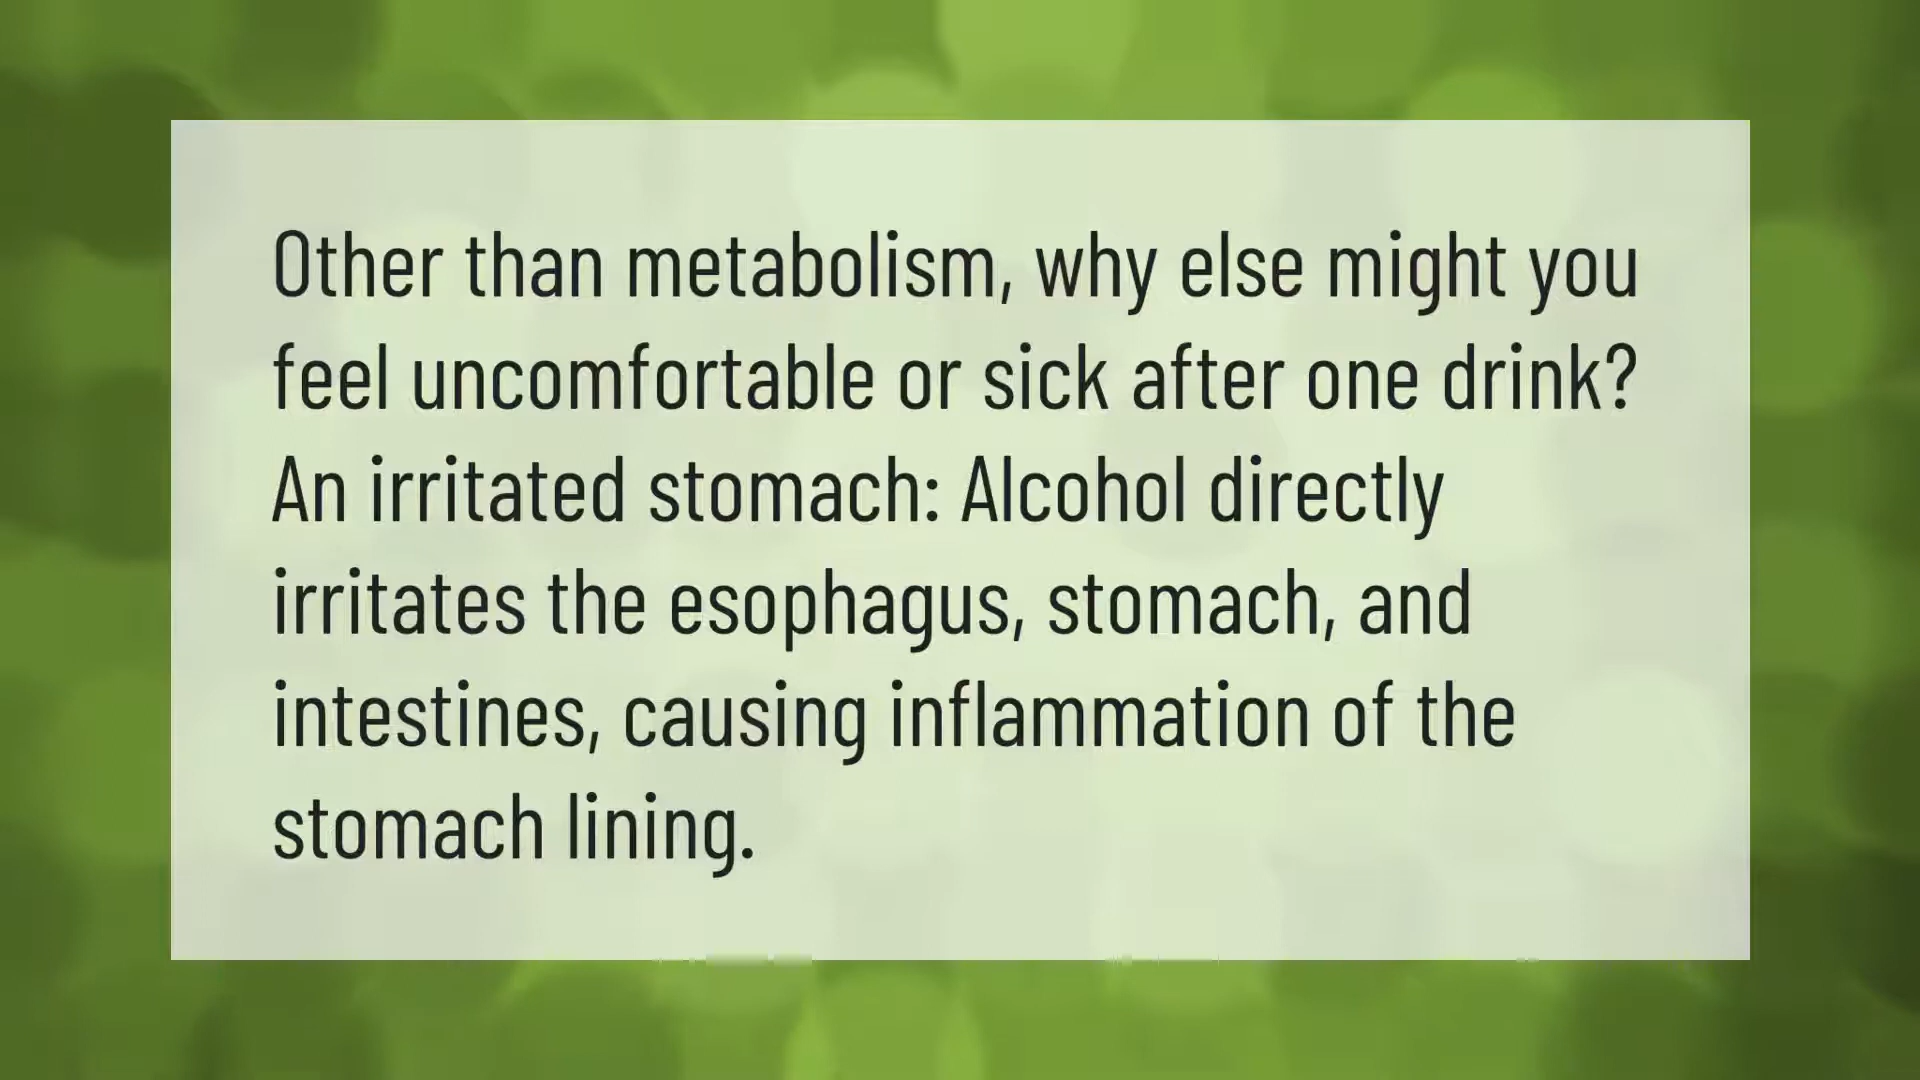 Other than metabolism, why else might you
feel uncomfortable or sick after one drink?
An irritated stomach: Alcohol directly
irritates the esophagus, stomach, and
intestines, causing inflammation of the
stomach lining.